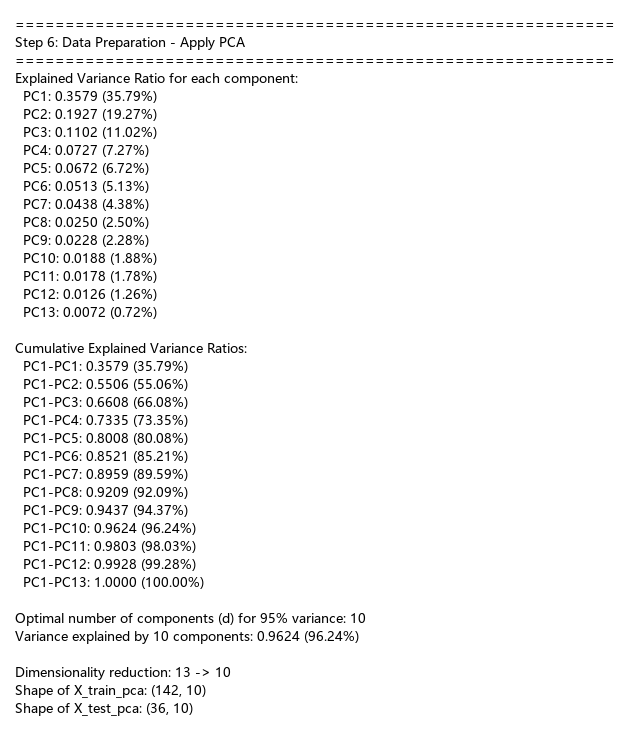 ============================================================
Step 6: Data Preparation - Apply PCA
============================================================
Explained Variance Ratio for each component:
PC1: 0.3579 (35.79%)
PC2: 0.1927 (19.27%)
PC3: 0.1102 (11.02%)
PC4: 0.0727 (7.27%)
PC5: 0.0672 (6.72%)
PC6: 0.0513 (5.13%)
PC7: 0.0438 (4.38%)
PC8: 0.0250 (2.50%)
PC9: 0.0228 (2.28%)
PC10: 0.0188 (1.88%)
PC11: 0.0178 (1.78%)
PC12: 0.0126 (1.26%)
PC13: 0.0072 (0.72%)
Cumulative Explained Variance Ratios:
PC1-PC1: 0.3579 (35.79%)
PC1-PC2: 0.5506 (55.06%)
PC1-PC3: 0.6608 (66.08%)
PC1-PC4: 0.7335 (73.35%)
PC1-PC5: 0.8008 (80.08%)
PC1-PC6: 0.8521 (85.21%)
PC1-PC7: 0.8959 (89.59%)
PC1-PC8: 0.9209 (92.09%)
PC1-PC9: 0.9437 (94.37%)
PC1-PC10: 0.9624 (96.24%)
PC1-PC11: 0.9803 (98.03%)
PC1-PC12: 0.9928 (99.28%)
PC1-PC13: 1.0000 (100.00%)
Optimal number of components (d) for 95% variance: 10
Variance explained by 10 components: 0.9624 (96.24%)
Dimensionality reduction: 13 -> 10
Shape of X_train_pca: (142, 10)
Shape of X_test_pca: (36, 10)